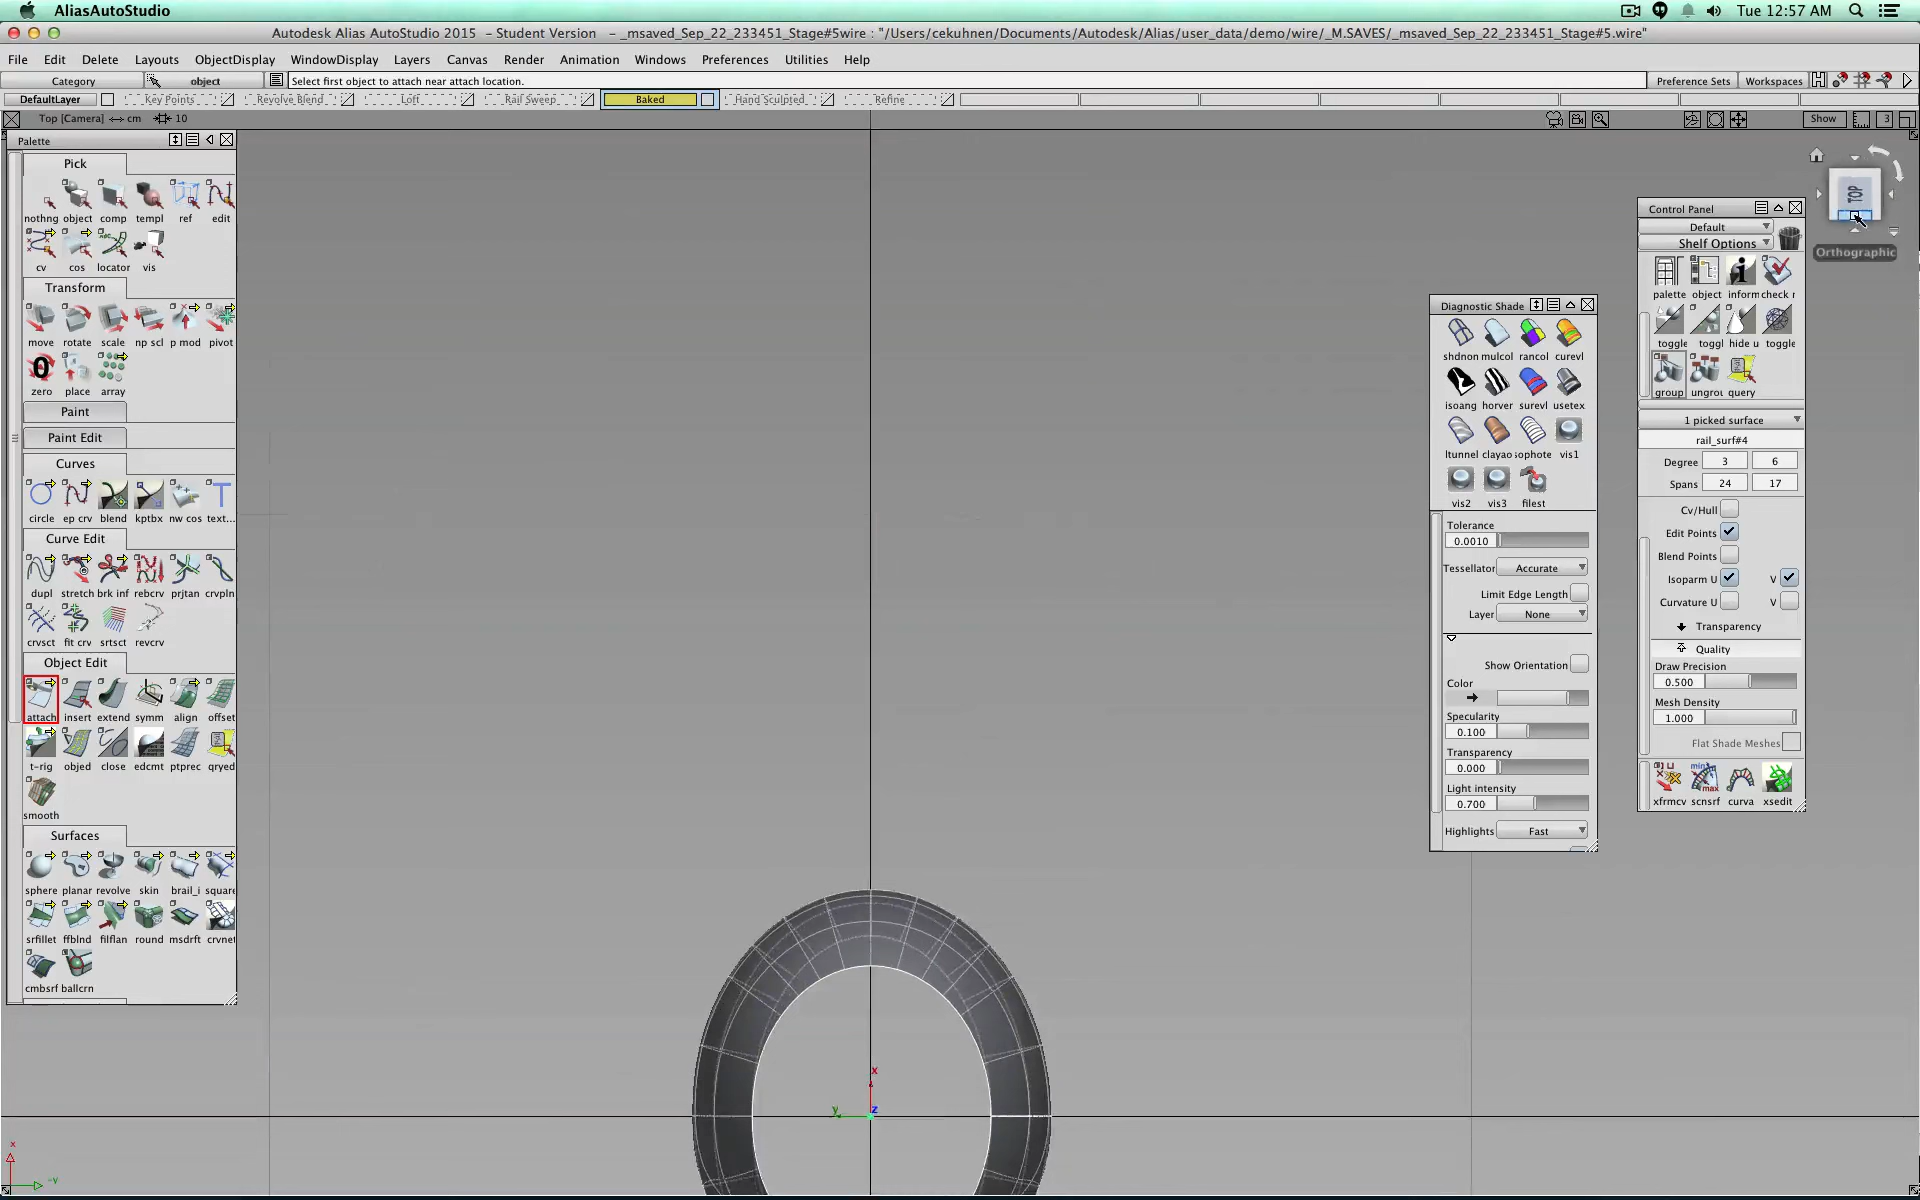 AliasAutoStudio
Tue 12:57 AM
Autodesk Alias AutoStudio 2015 - Student Version - _msaved_Sep_22_233451_Stage#5wire : "/Users/cekuhnen/Documents/Autodesk/Alias/user_data/demo/wire/_M.SAVES/_msaved_Sep_22_233451_Stage#5.wire"
File Edit Delete Layouts ObjectDisplay WindowDisplay Layers Canvas Render Animation Windows Preferences Utilities Help
Category object Select first object to attach near attach location. Preference Sets Workspaces
DefaultLayer Key Points Revolve Blend Loft Rail Sweep Baked Hand Sculpted Refine
Top [Camera] cm 10 Show 3
Palette
Pick
nothng object comp templ ref edit
cv cos locator vis
Transform
move rotate scale np scl p mod pivot
zero place array
Paint
Paint Edit
Curves
circle ep crv blend kptbx nw cos text...
Curve Edit
dupl stretch brk inf rebcrv prjtan crvpln
crvsct fit crv srtsct revcrv
Object Edit
attach insert extend symm align offset
t-rig objed close edcmt ptprec qryed
smooth
Surfaces
sphere planar revolve skin brail_i square
srfillet ffblnd filflan round msdrft crvnet
cmbsrf ballcrn
TOP
Orthographic
Control Panel
Default
Shelf Options
palette object inform check r
toggle toggl hide u toggle
group ungrou query
1 picked surface
rail_surf#4
Degree 3 6
Spans 24 17
Cv/Hull
Edit Points
Blend Points
Isoparm U V
Curvature U V
Transparency
Quality
Draw Precision
0.500
Mesh Density
1.000
Flat Shade Meshes
xfrmcv scnsrf curva xsedit
Diagnostic Shade
shdnon mulcol rancol curevl
isoang horver surevl usetex
ltunnel clayao sophote vis1
vis2 vis3 filest
Tolerance
0.0010
Tessellator Accurate
Limit Edge Length
Layer None
Show Orientation
Color
Specularity
0.100
Transparency
0.000
Light intensity
0.700
Highlights Fast
x
y z
x
-y